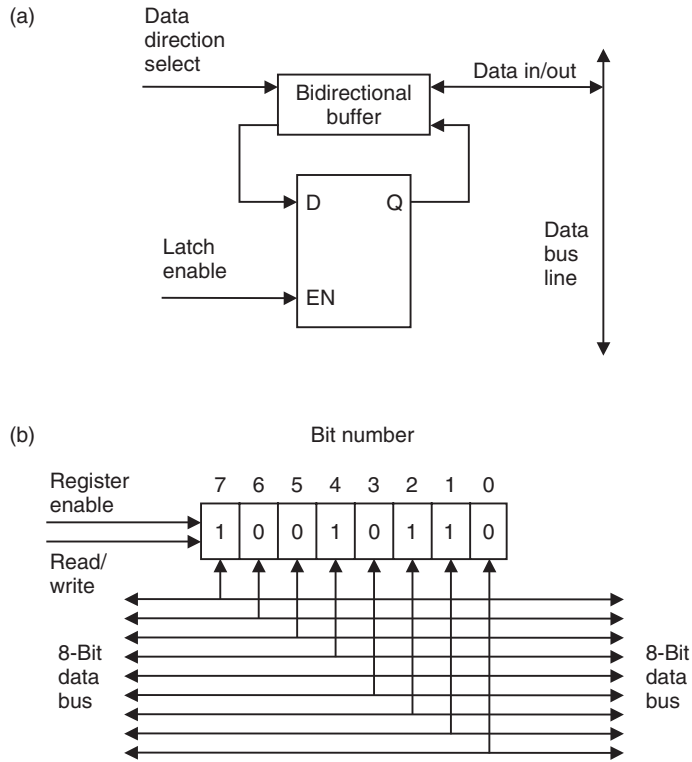 (a)
Data
direction
select
Bidirectional
buffer
Data in/out
D Q
Latch
enable
EN
Data
bus
line
(b)
Bit number
Register
enable
7 6 5 4 3 2 1 0
1 0 0 1 0 1 1 0
Read/
write
8-Bit
data
bus
8-Bit
data
bus